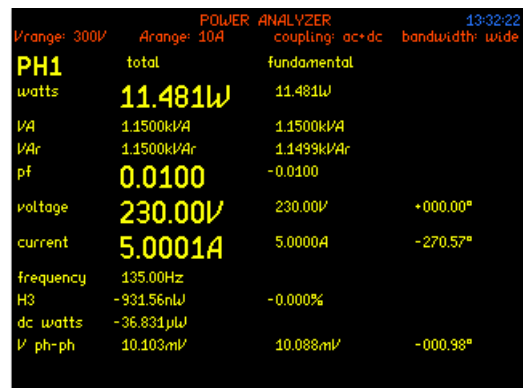 POWER ANALYZER 13:32:22
Vrange: 300V Arange: 10A coupling: ac+dc bandwidth: wide
PH1 total fundamental
watts 11.481W 11.481W
VA 1.1500kVA 1.1500kVA
VAr 1.1500kVAr 1.1499kVAr
pf 0.0100 -0.0100
voltage 230.00V 230.00V +000.00°
current 5.0001A 5.0000A -270.57°
frequency 135.00Hz
H3 -931.56nW -0.000%
dc watts -36.831µW
V ph-ph 10.103mV 10.088mV -000.98°